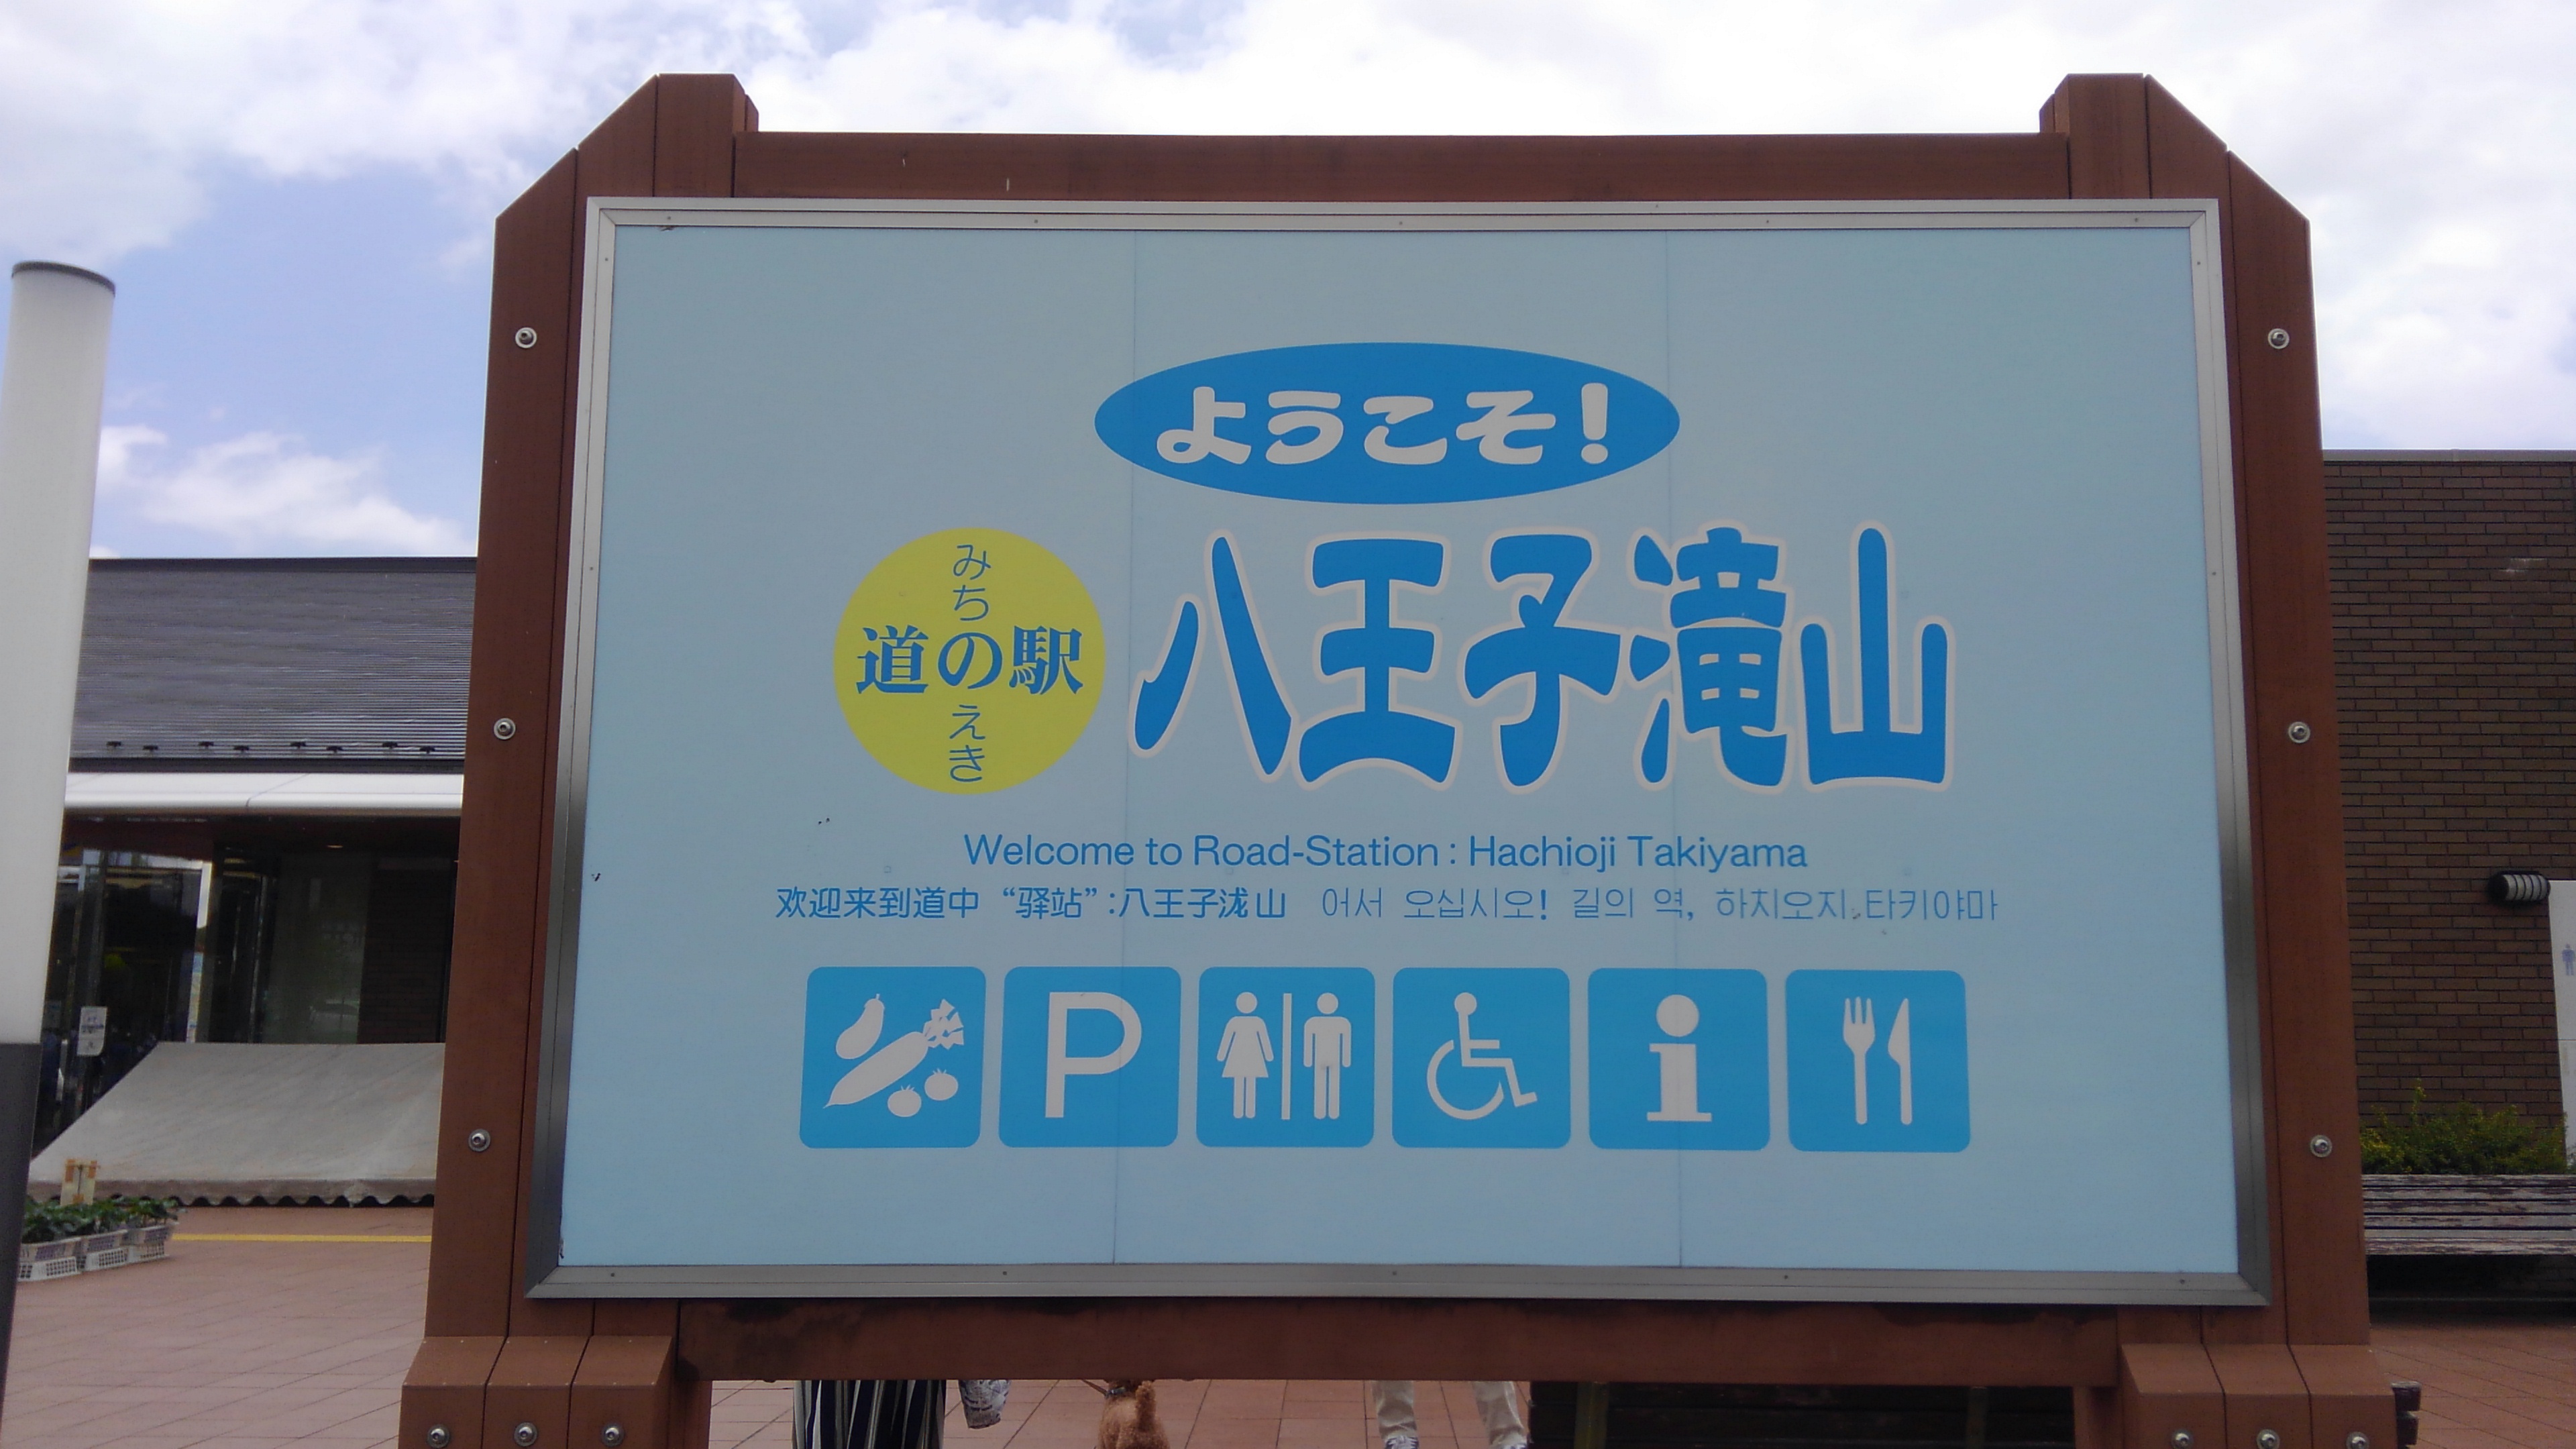 ようこそ!
みち
道の駅
えき
八王子滝山
Welcome to Road-Station : Hachioji Takiyama
欢迎来到道中“驿站”:八王子泷山 어서 오십시오! 길의 역, 하치오지 타키야마
P